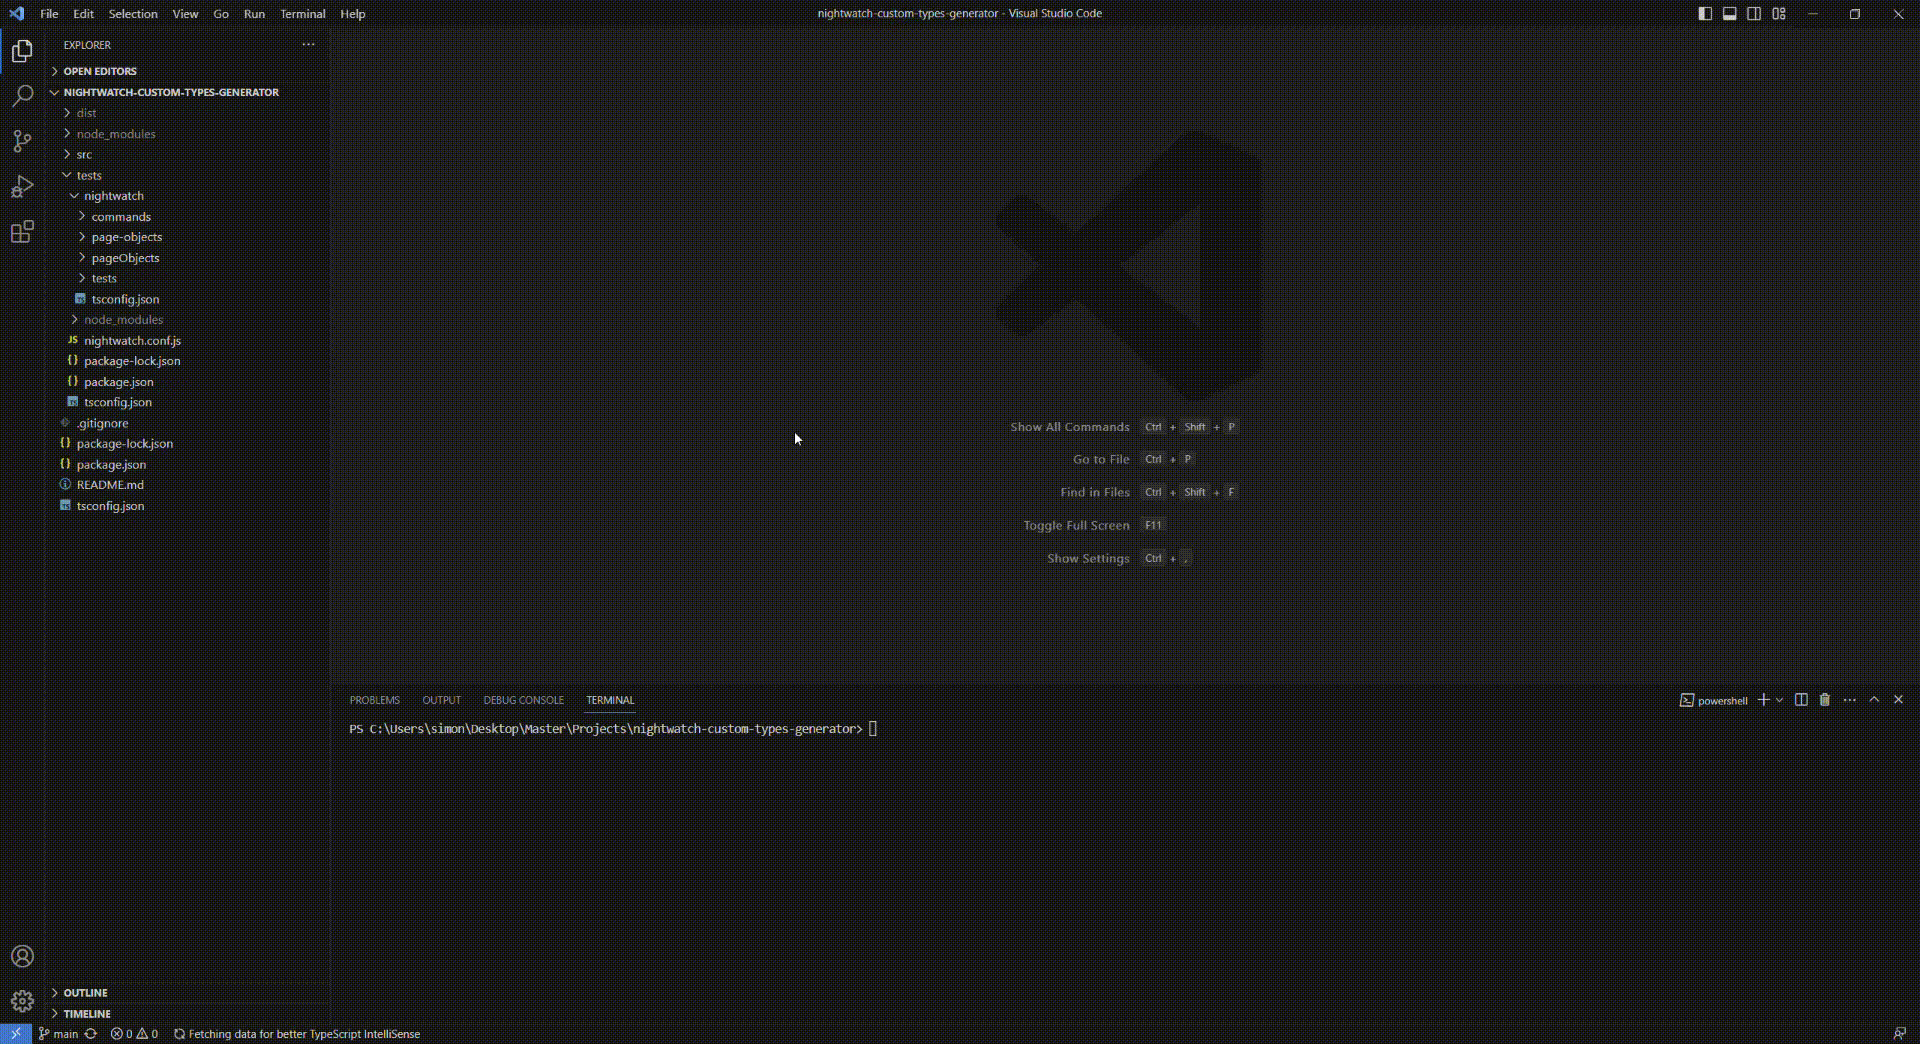 File Edit Selection View Go Run Terminal Help
nightwatch-custom-types-generator - Visual Studio Code
EXPLORER
OPEN EDITORS
NIGHTWATCH-CUSTOM-TYPES-GENERATOR
dist
node_modules
src
tests
nightwatch
commands
page-objects
pageObjects
tests
TS tsconfig.json
node_modules
JS nightwatch.conf.js
{} package-lock.json
{} package.json
TS tsconfig.json
.gitignore
{} package-lock.json
{} package.json
README.md
TS tsconfig.json
Show All Commands Ctrl + Shift + P
Go to File Ctrl + P
Find in Files Ctrl + Shift + F
Toggle Full Screen F11
Show Settings Ctrl + ,
PROBLEMS OUTPUT DEBUG CONSOLE TERMINAL
powershell
PS C:\Users\simon\Desktop\Master\Projects\nightwatch-custom-types-generator>
OUTLINE
TIMELINE
main 0 0 Fetching data for better TypeScript IntelliSense